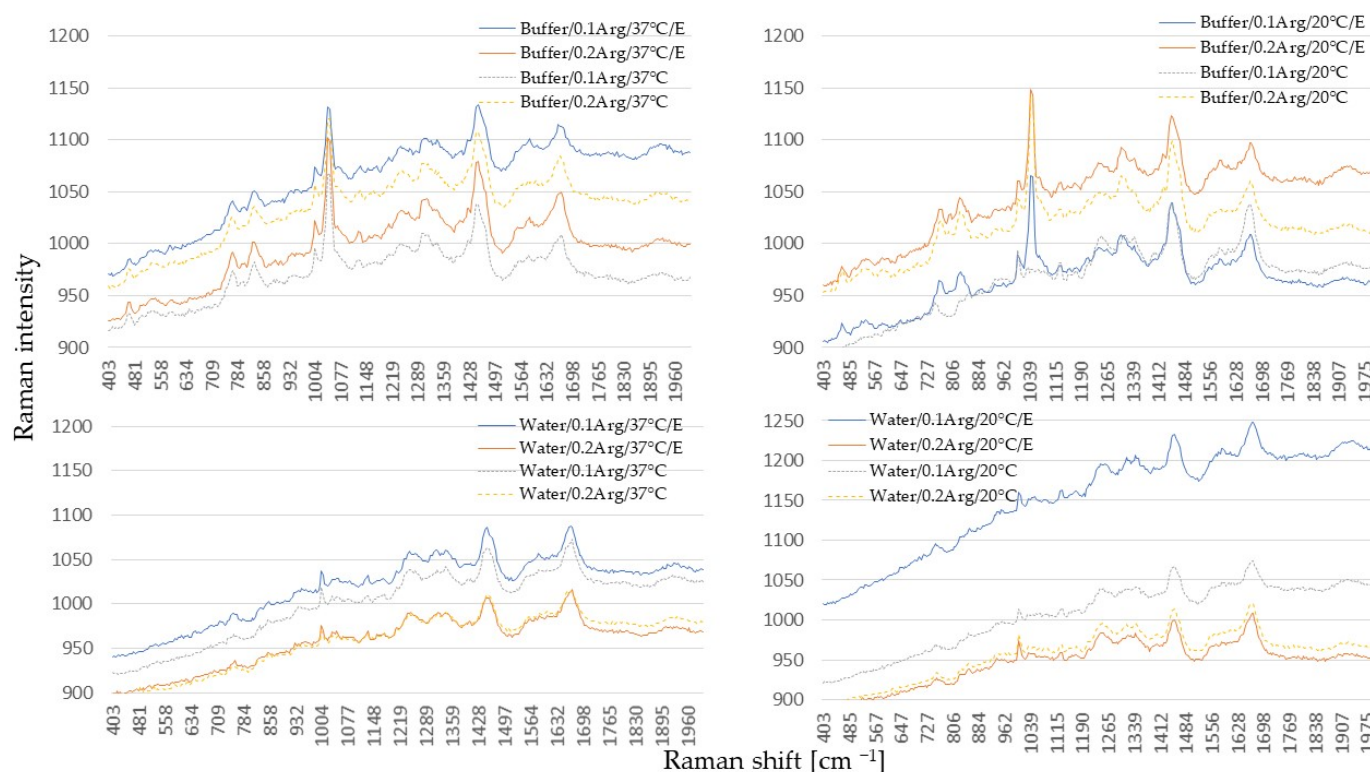 Raman intensity
1200
1150
1100
1050
1000
950
900
Buffer/0.1Arg/37°C/E
Buffer/0.2Arg/37°C/E
Buffer/0.1Arg/37°C
Buffer/0.2Arg/37°C
403 481 558 634 709 784 858 932 1004 1077 1148 1219 1289 1359 1428 1497 1564 1632 1698 1765 1830 1895 1960
1200
1150
1100
1050
1000
950
900
Buffer/0.1Arg/20°C/E
Buffer/0.2Arg/20°C/E
Buffer/0.1Arg/20°C
Buffer/0.2Arg/20°C
403 485 567 647 727 806 884 962 1039 1115 1190 1265 1339 1412 1484 1556 1628 1698 1769 1838 1907 1975
1200
1150
1100
1050
1000
950
900
Water/0.1Arg/37°C/E
Water/0.2Arg/37°C/E
Water/0.1Arg/37°C
Water/0.2Arg/37°C
403 481 558 634 709 784 858 932 1004 1077 1148 1219 1289 1359 1428 1497 1564 1632 1698 1765 1830 1895 1960
1250
1200
1150
1100
1050
1000
950
900
Water/0.1Arg/20°C/E
Water/0.2Arg/20°C/E
Water/0.1Arg/20°C
Water/0.2Arg/20°C
403 485 567 647 727 806 884 962 1039 1115 1190 1265 1339 1412 1484 1556 1628 1698 1769 1838 1907 1975
Raman shift [cm ⁻¹]